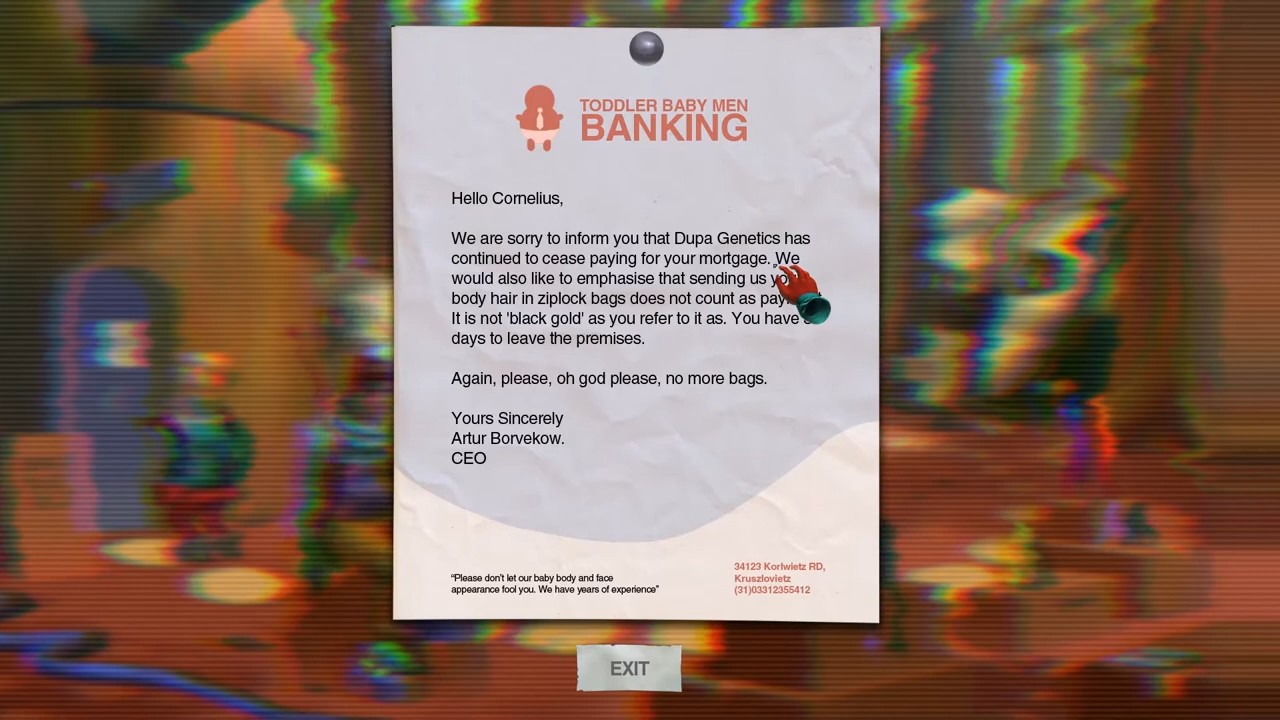 TODDLER BABY MEN
BANKING
Hello Cornelius,
We are sorry to inform you that Dupa Genetics has
continued to cease paying for your mortgage. We
would also like to emphasise that sending us
body hair in ziplock bags does not count as
It is not 'black gold' as you refer to it as. You have
days to leave the premises.
Again, please, oh god please, no more bags.
Yours Sincerely
Artur Borvekow.
CEO
“Please don't let our baby body and face
appearance fool you. We have years of experience”
34123 Korlwietz RD,
Kruszlovietz
(31)03312355412
EXIT